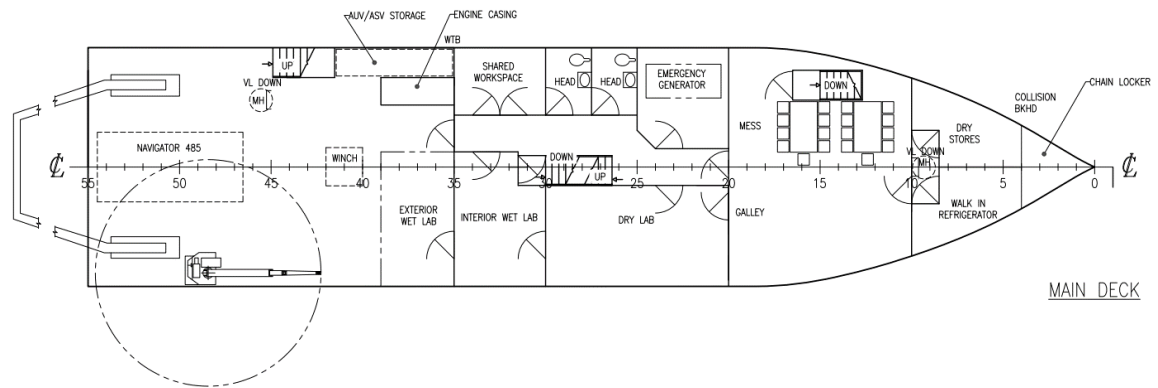 AUV/ASV STORAGE
ENGINE CASING
WTB
UP
SHARED
WORKSPACE
HEAD
HEAD
EMERGENCY
GENERATOR
DOWN
VL DOWN
MH
COLLISION
BKHD
CHAIN LOCKER
MESS
DRY
STORES
NAVIGATOR 485
WINCH
DOWN
UP
VL DOWN
MH
℄
55
50
45
40
35
30
25
20
15
10
5
0
℄
EXTERIOR
WET LAB
INTERIOR WET LAB
DRY LAB
GALLEY
WALK IN
REFRIGERATOR
MAIN DECK